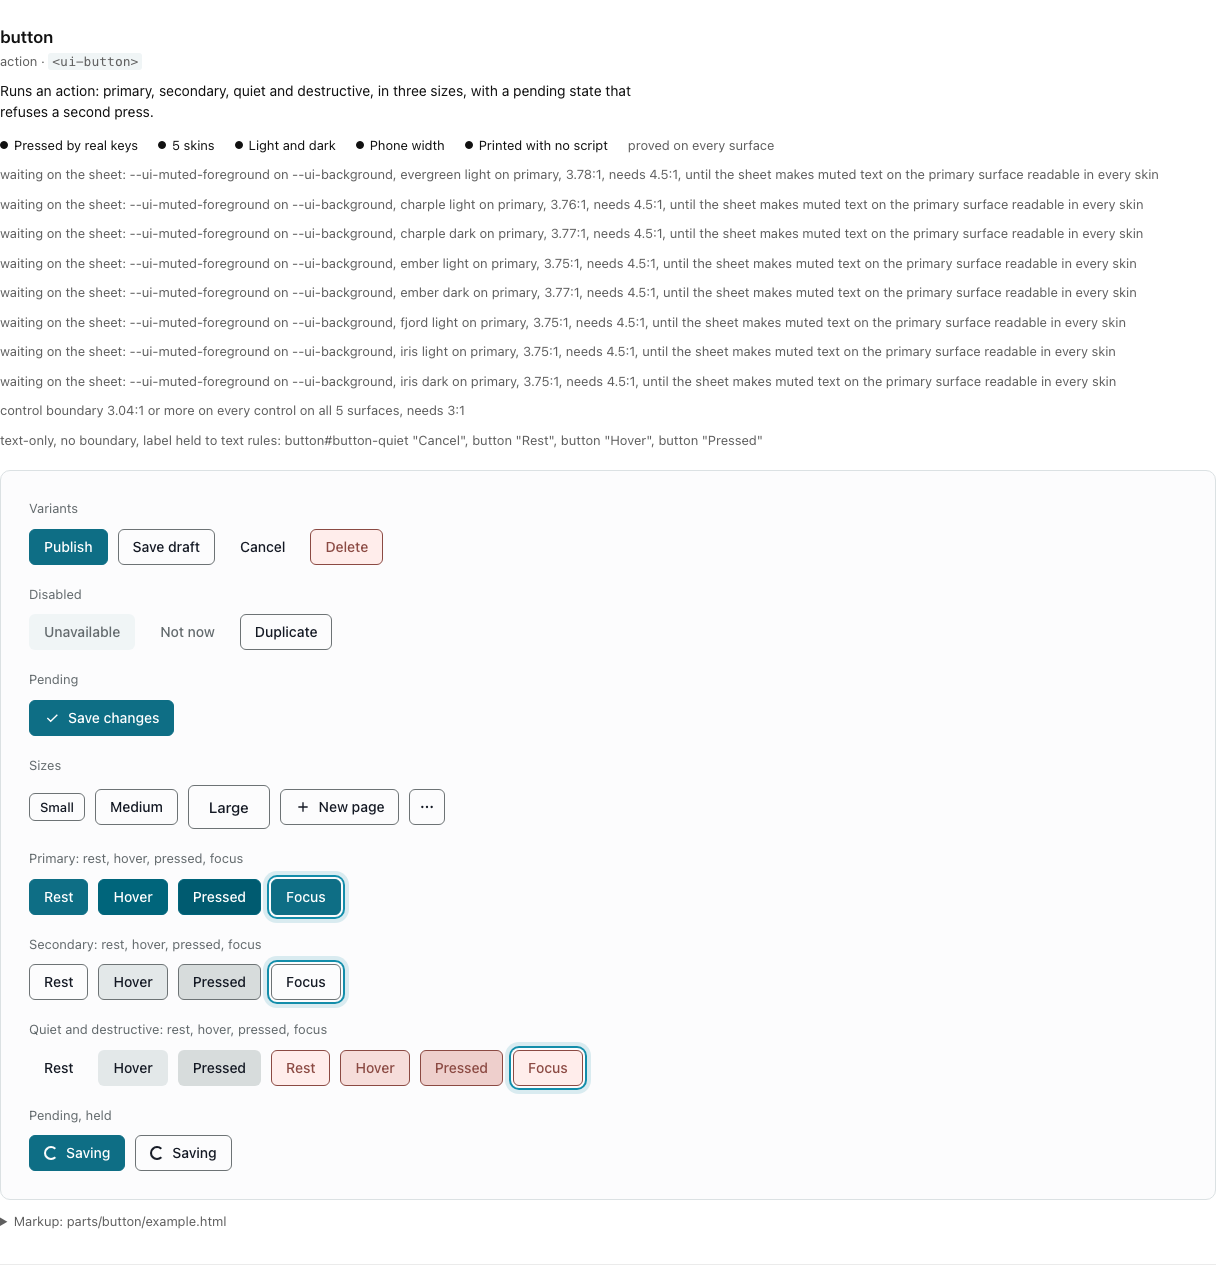 button
action · <ui-button>
Runs an action: primary, secondary, quiet and destructive, in three sizes, with a pending state that
refuses a second press.
Pressed by real keys 5 skins Light and dark Phone width Printed with no script proved on every surface
waiting on the sheet: --ui-muted-foreground on --ui-background, evergreen light on primary, 3.78:1, needs 4.5:1, until the sheet makes muted text on the primary surface readable in every skin
waiting on the sheet: --ui-muted-foreground on --ui-background, charple light on primary, 3.76:1, needs 4.5:1, until the sheet makes muted text on the primary surface readable in every skin
waiting on the sheet: --ui-muted-foreground on --ui-background, charple dark on primary, 3.77:1, needs 4.5:1, until the sheet makes muted text on the primary surface readable in every skin
waiting on the sheet: --ui-muted-foreground on --ui-background, ember light on primary, 3.75:1, needs 4.5:1, until the sheet makes muted text on the primary surface readable in every skin
waiting on the sheet: --ui-muted-foreground on --ui-background, ember dark on primary, 3.77:1, needs 4.5:1, until the sheet makes muted text on the primary surface readable in every skin
waiting on the sheet: --ui-muted-foreground on --ui-background, fjord light on primary, 3.75:1, needs 4.5:1, until the sheet makes muted text on the primary surface readable in every skin
waiting on the sheet: --ui-muted-foreground on --ui-background, iris light on primary, 3.75:1, needs 4.5:1, until the sheet makes muted text on the primary surface readable in every skin
waiting on the sheet: --ui-muted-foreground on --ui-background, iris dark on primary, 3.75:1, needs 4.5:1, until the sheet makes muted text on the primary surface readable in every skin
control boundary 3.04:1 or more on every control on all 5 surfaces, needs 3:1
text-only, no boundary, label held to text rules: button#button-quiet "Cancel", button "Rest", button "Hover", button "Pressed"
Variants
Publish Save draft Cancel Delete
Disabled
Unavailable Not now Duplicate
Pending
Save changes
Sizes
Small Medium Large + New page ···
Primary: rest, hover, pressed, focus
Rest Hover Pressed Focus
Secondary: rest, hover, pressed, focus
Rest Hover Pressed Focus
Quiet and destructive: rest, hover, pressed, focus
Rest Hover Pressed Rest Hover Pressed Focus
Pending, held
Saving Saving
Markup: parts/button/example.html